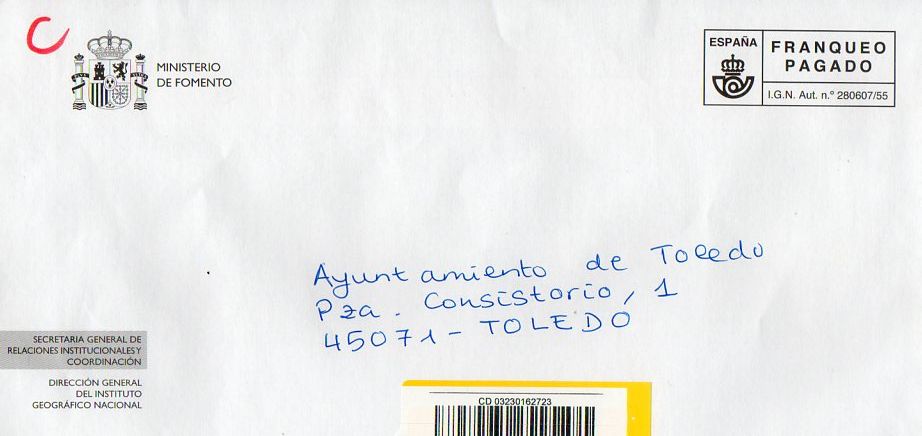 C
MINISTERIO
DE FOMENTO
ESPAÑA
FRANQUEO
PAGADO
I.G.N. Aut. n.º 280607/55
Ayuntamiento de Toledo
Pza. Consistorio, 1
45071 - TOLEDO
SECRETARIA GENERAL DE
RELACIONES INSTITUCIONALES Y
COORDINACIÓN
DIRECCIÓN GENERAL
DEL INSTITUTO
GEOGRÁFICO NACIONAL
CD 03230162723